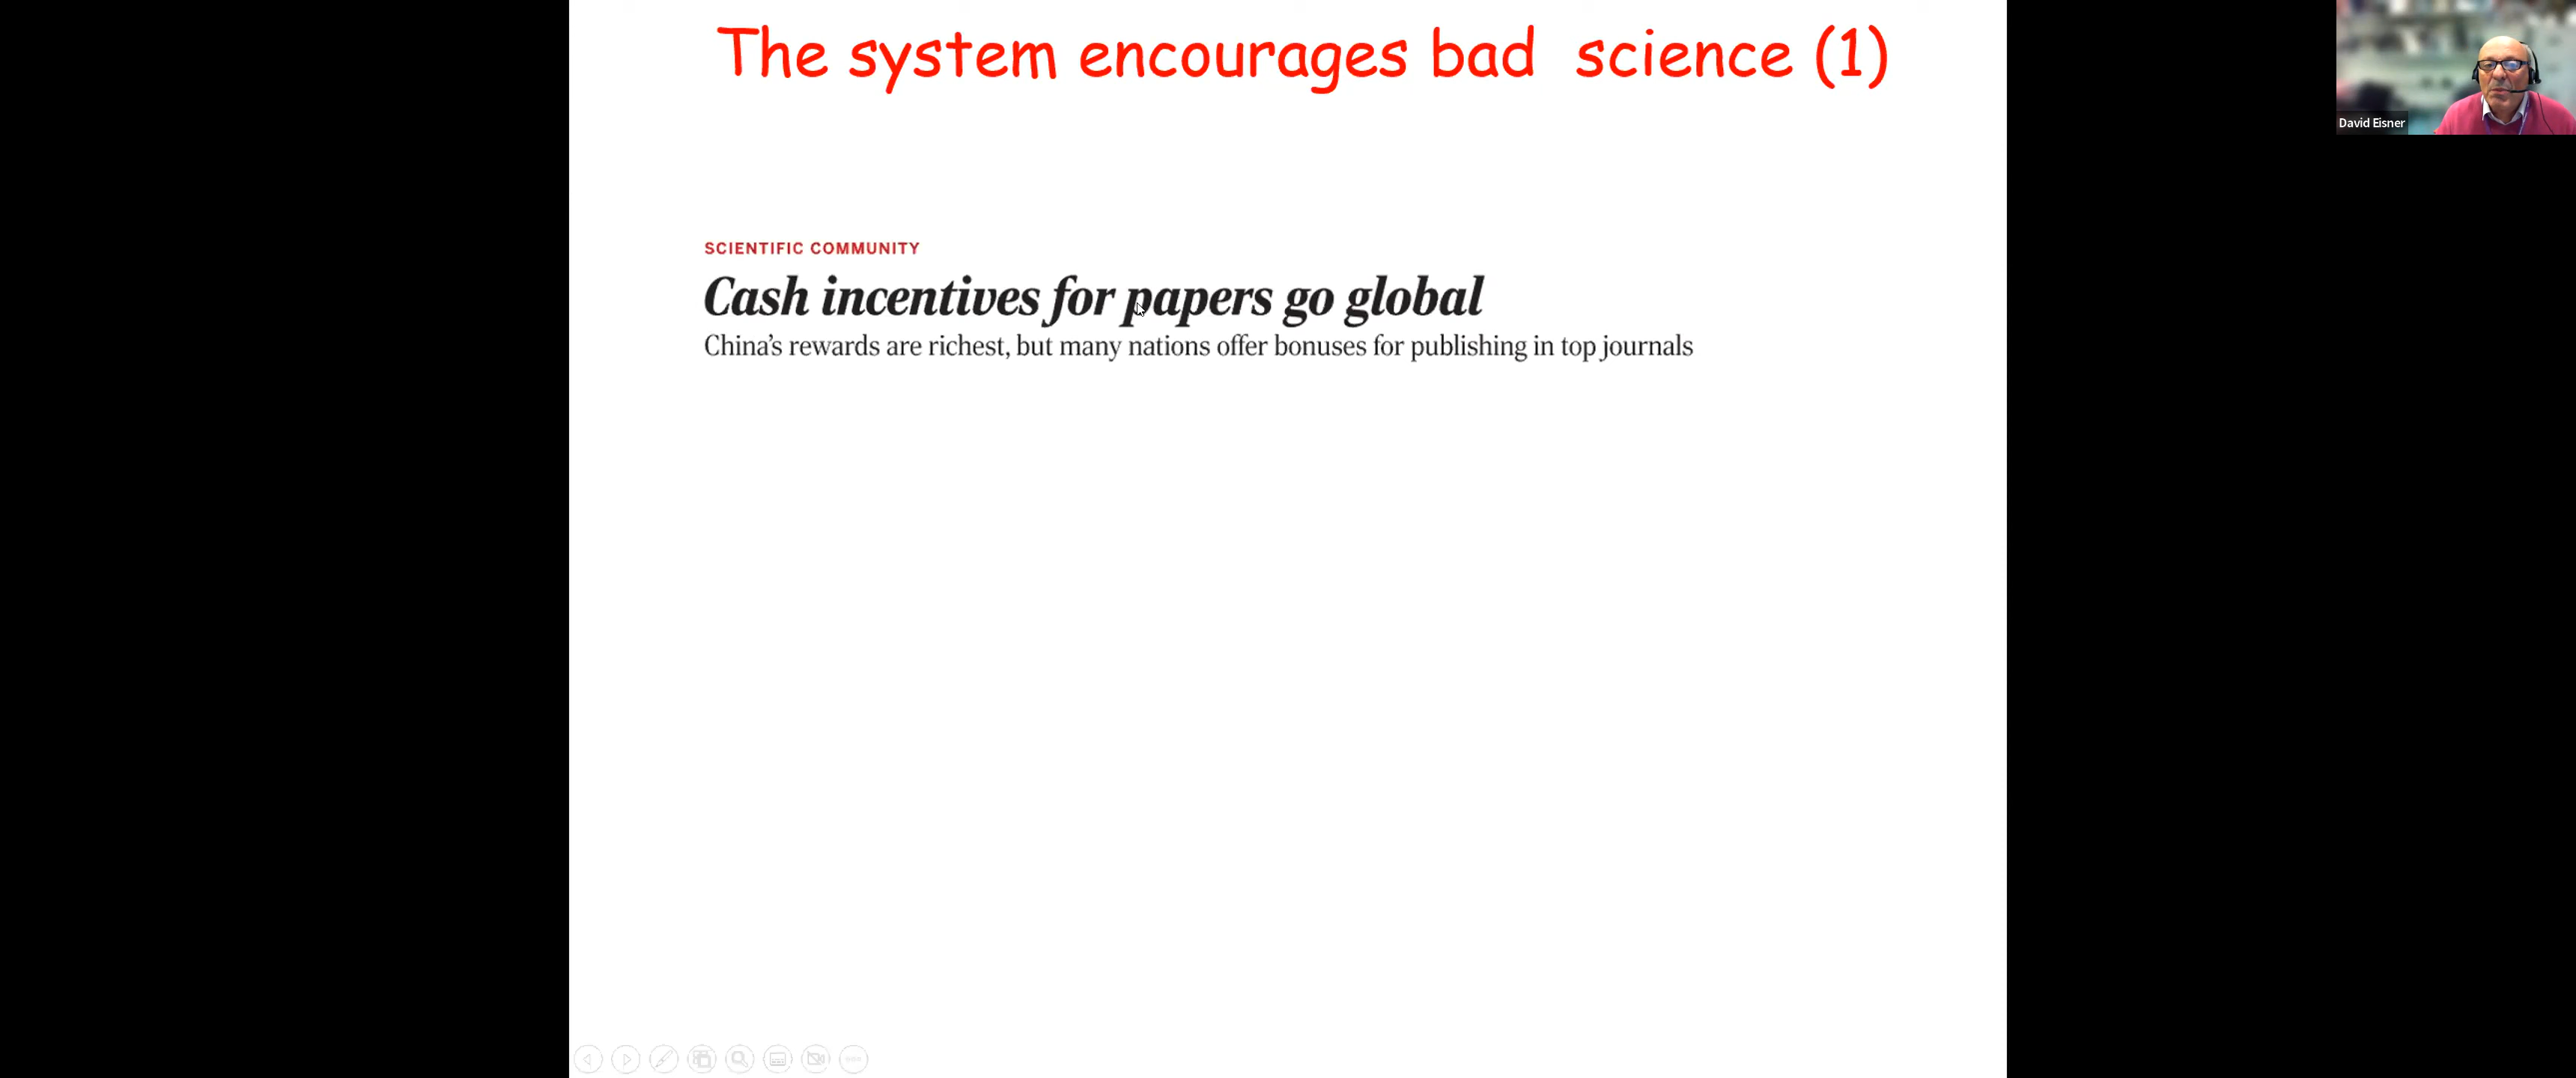 The system encourages bad science (1)
SCIENTIFIC COMMUNITY
Cash incentives for papers go global
China's rewards are richest, but many nations offer bonuses for publishing in top journals
David Eisner